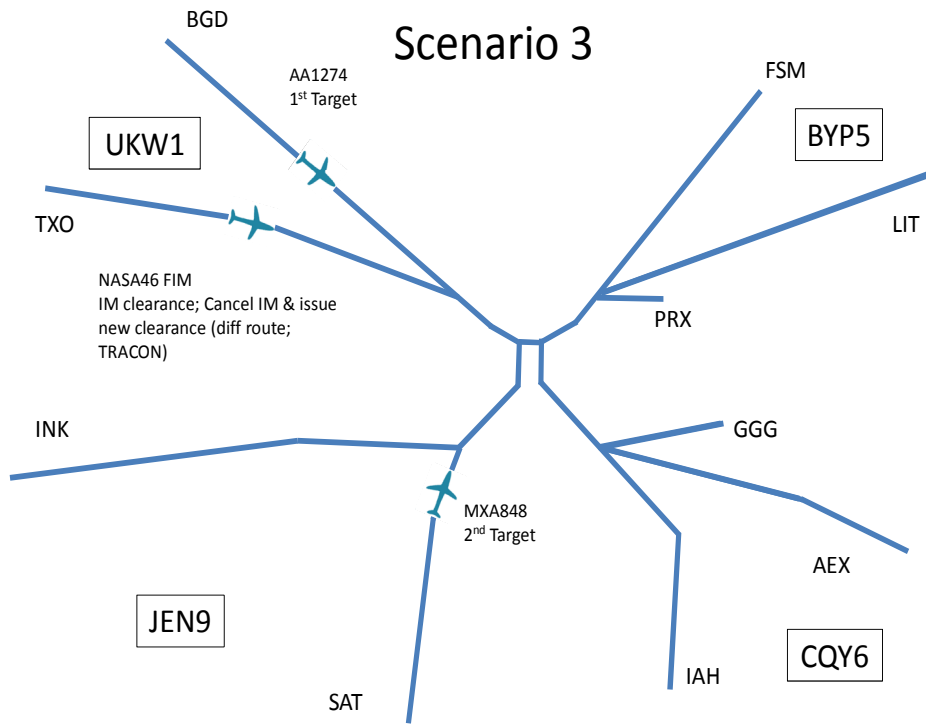 Scenario 3
BGD
AA1274
1st Target
FSM
UKW1
BYP5
TXO
LIT
NASA46 FIM
IM clearance; Cancel IM & issue
new clearance (diff route;
TRACON)
PRX
INK
GGG
MXA848
2nd Target
AEX
JEN9
CQY6
IAH
SAT